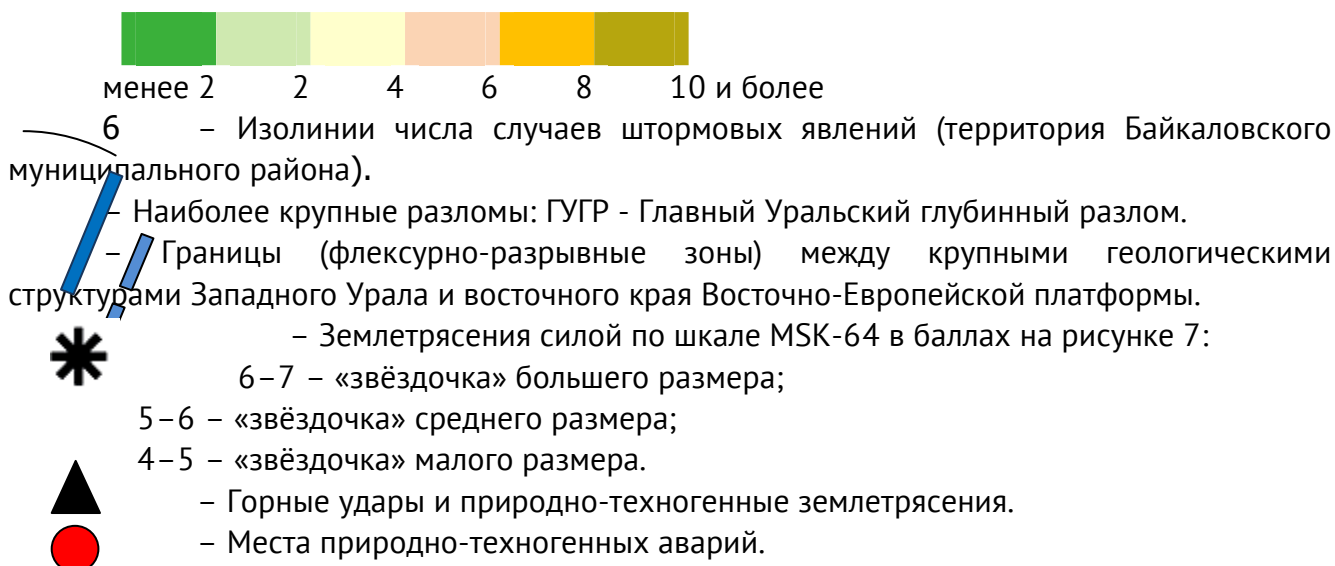 менее 2 2 4 6 8 10 и более
6 – Изолинии числа случаев штормовых явлений (территория Байкаловского
муниципального района).
– Наиболее крупные разломы: ГУГР - Главный Уральский глубинный разлом.
– Границы (флексурно-разрывные зоны) между крупными геологическими
структурами Западного Урала и восточного края Восточно-Европейской платформы.
– Землетрясения силой по шкале MSK-64 в баллах на рисунке 7:
6–7 – «звёздочка» большего размера;
5–6 – «звёздочка» среднего размера;
4–5 – «звёздочка» малого размера.
– Горные удары и природно-техногенные землетрясения.
– Места природно-техногенных аварий.